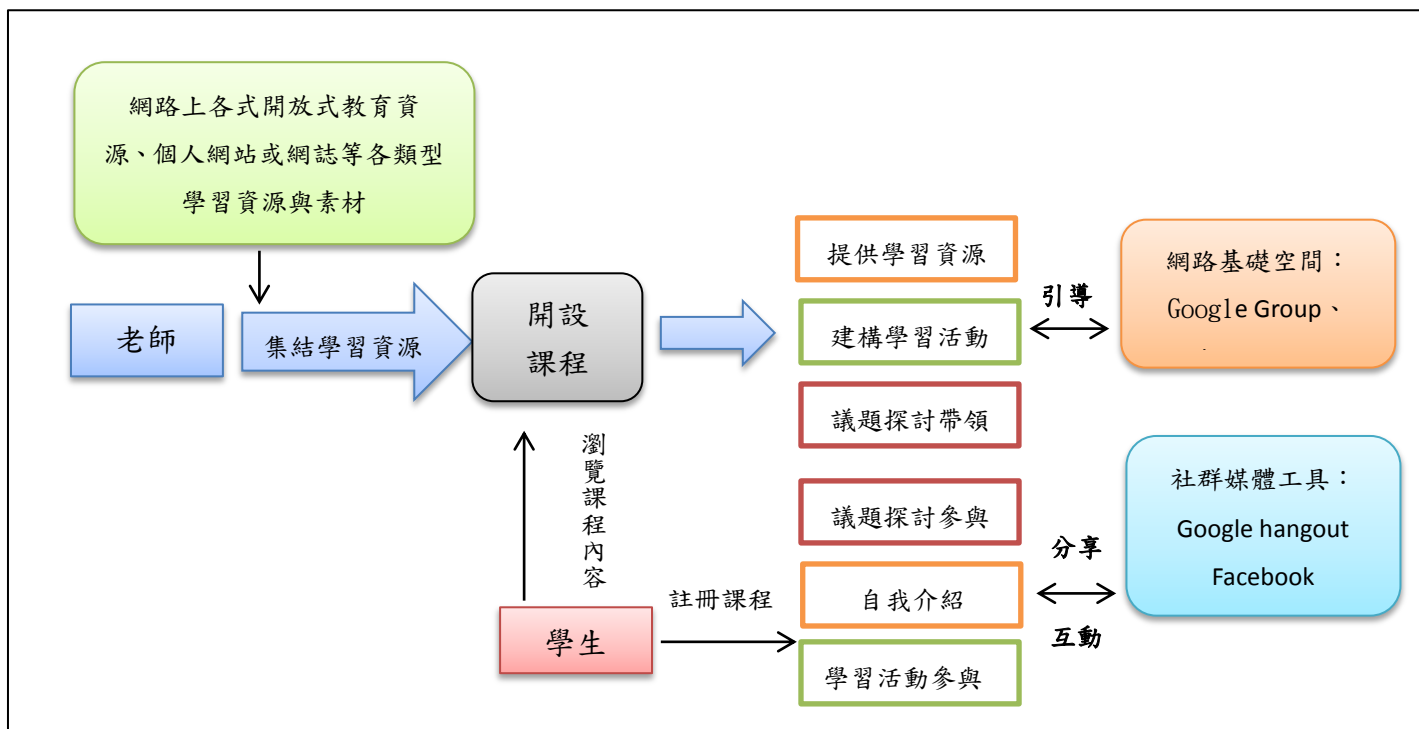 網路上各式開放式教育資
源、個人網站或網誌等各類型
學習資源與素材
老師
集結學習資源
開設
課程
瀏覽課程內容
學生
註冊課程
提供學習資源
建構學習活動
議題探討帶領
議題探討參與
自我介紹
學習活動參與
引導
網路基礎空間：
Google Group、
分享
互動
社群媒體工具：
Google hangout
Facebook